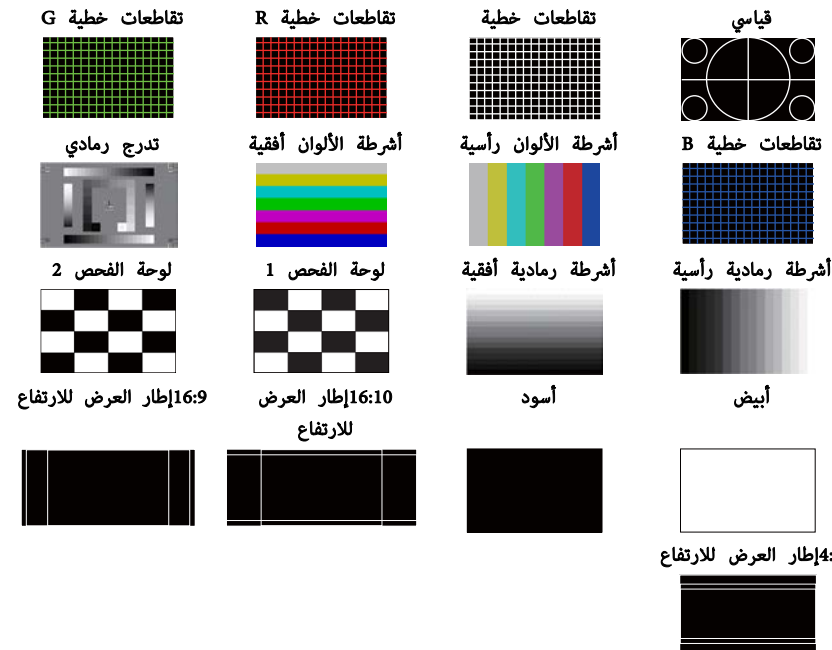 قياسي
تقاطعات خطية
تقاطعات خطية R
تقاطعات خطية G
تقاطعات خطية B
أشرطة الألوان رأسية
أشرطة الألوان أفقية
تدرج رمادي
أشرطة رمادية رأسية
أشرطة رمادية أفقية
لوحة الفحص 1
لوحة الفحص 2
أبيض
أسود
16:10إطار العرض
للارتفاع
16:9إطار العرض للارتفاع
4:إطار العرض للارتفاع